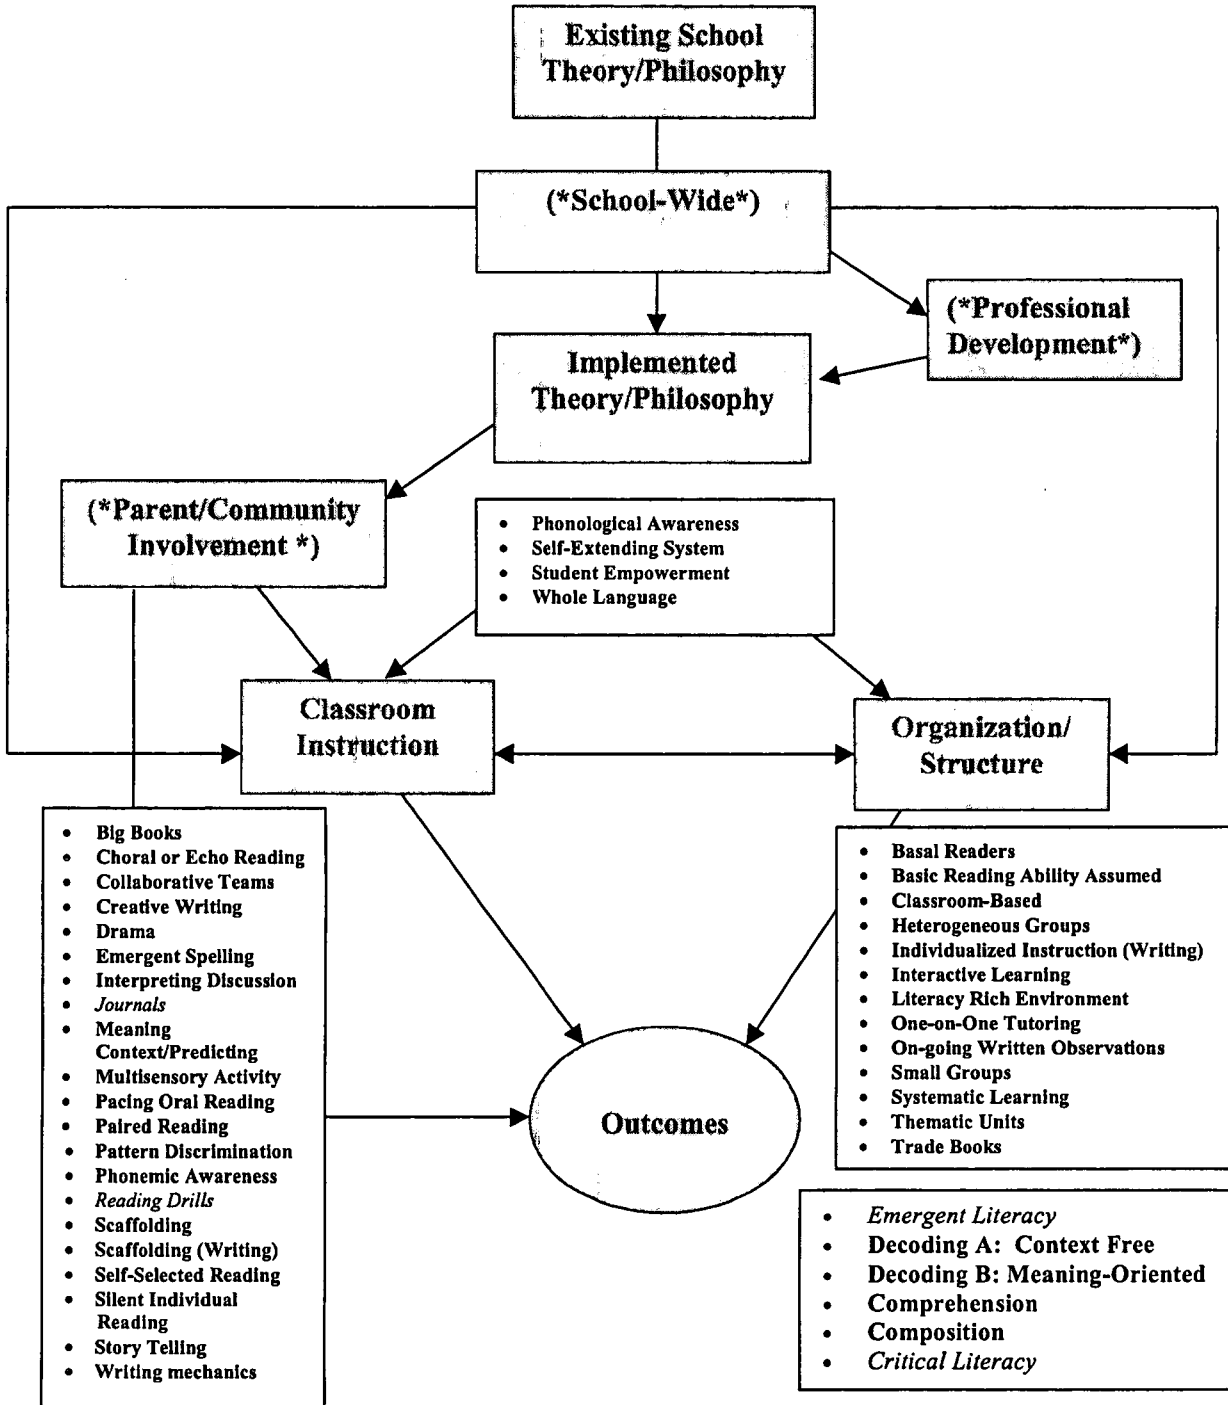 Existing School
Theory/Philosophy
(*School-Wide*)
(*Professional
Development*)
Implemented
Theory/Philosophy
(*Parent/Community
Involvement *)
• Phonological Awareness
• Self-Extending System
• Student Empowerment
• Whole Language
Classroom
Instruction
Organization/
Structure
• Big Books
• Choral or Echo Reading
• Collaborative Teams
• Creative Writing
• Drama
• Emergent Spelling
• Interpreting Discussion
• Journals
• Meaning
Context/Predicting
• Multisensory Activity
• Pacing Oral Reading
• Paired Reading
• Pattern Discrimination
• Phonemic Awareness
• Reading Drills
• Scaffolding
• Scaffolding (Writing)
• Self-Selected Reading
• Silent Individual
Reading
• Story Telling
• Writing mechanics
Outcomes
• Basal Readers
• Basic Reading Ability Assumed
• Classroom-Based
• Heterogeneous Groups
• Individualized Instruction (Writing)
• Interactive Learning
• Literacy Rich Environment
• One-on-One Tutoring
• On-going Written Observations
• Small Groups
• Systematic Learning
• Thematic Units
• Trade Books
• Emergent Literacy
• Decoding A: Context Free
• Decoding B: Meaning-Oriented
• Comprehension
• Composition
• Critical Literacy